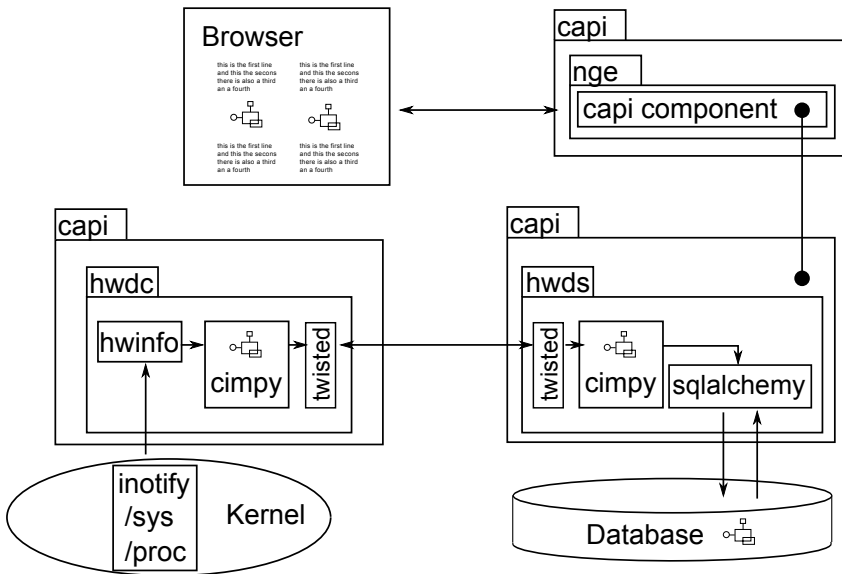 Browser
this is the first line
and this the secons
there is also a third
an a fourth
this is the first line
and this the secons
there is also a third
an a fourth
this is the first line
and this the secons
there is also a third
an a fourth
this is the first line
and this the secons
there is also a third
an a fourth
capi
nge
capi component
capi
hwdc
hwinfo
cimpy
twisted
capi
hwds
twisted
cimpy
sqlalchemy
inotify
/sys
/proc
Kernel
Database